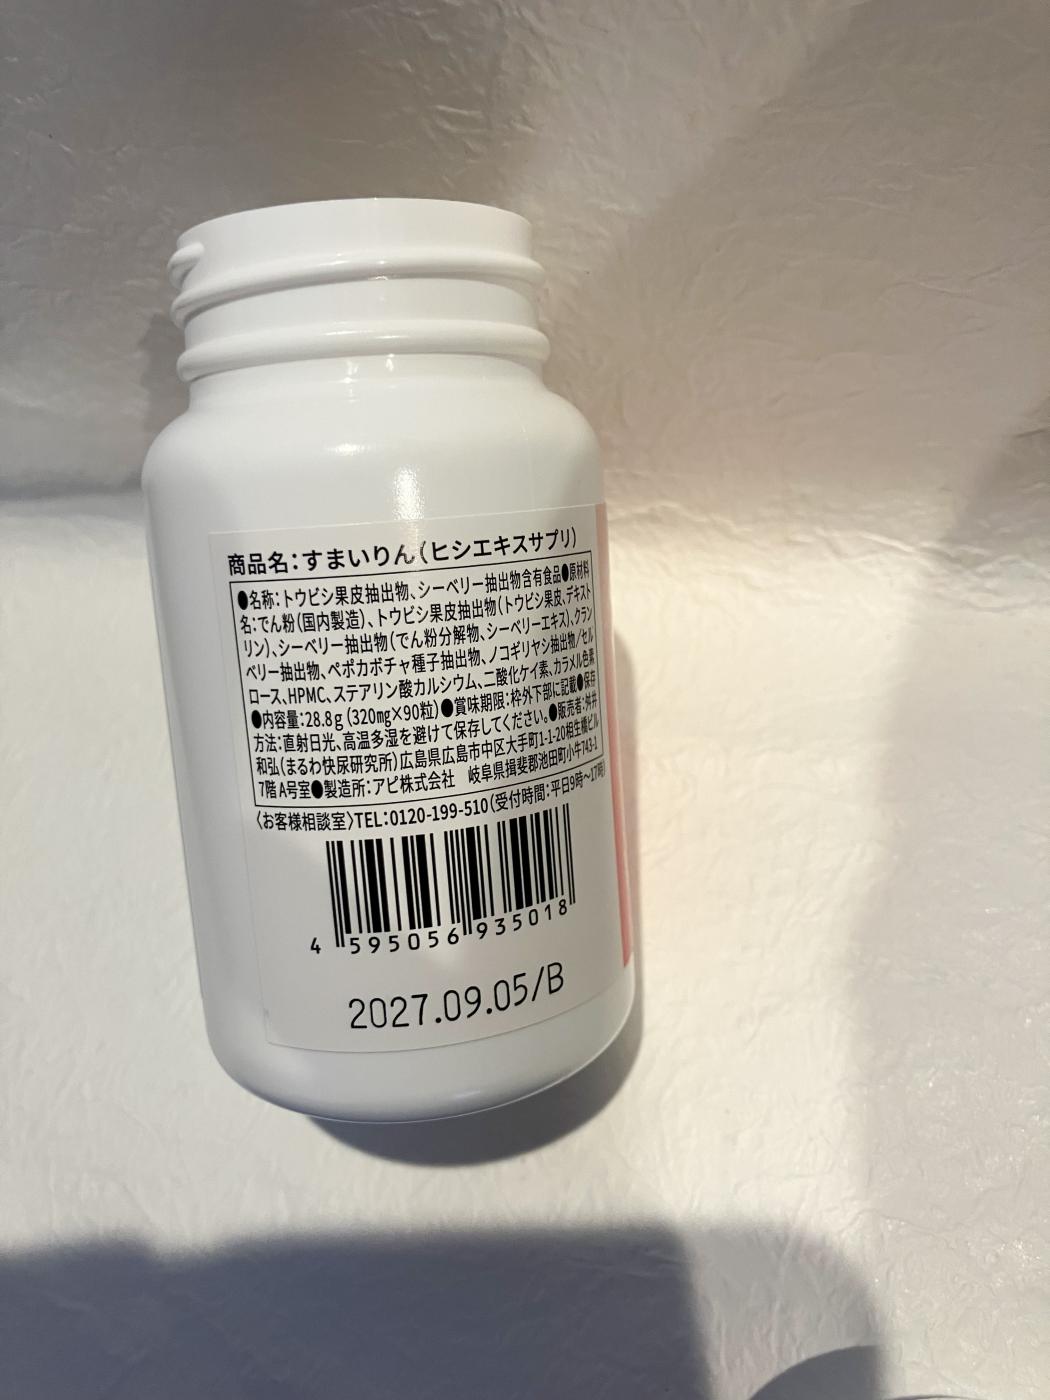 商品名：すまいりん（ヒシエキスサプリ）
●名称：トウビシ果皮抽出物、シーベリー抽出物含有食品●原材料
名：でん粉（国内製造）、トウビシ果皮抽出物（トウビシ果皮、デキスト
リン）、シーベリー抽出物（でん粉分解物、シーベリーエキス）、クラン
ベリー抽出物、ペポカボチャ種子抽出物、ノコギリヤシ抽出物／セル
ロース、HPMC、ステアリン酸カルシウム、二酸化ケイ素、カラメル色素
●内容量：28.8g（320mg×90粒）●賞味期限：枠外下部に記載●保存
方法：直射日光、高温多湿を避けて保存してください。●販売者：舛井
和弘（まるわ快尿研究所）広島県広島市中区大手町1-1-20相生橋ビル
7階A号室●製造所：アピ株式会社　岐阜県揖斐郡池田町小牛743-1
〈お客様相談室〉TEL：0120-199-510（受付時間：平日9時～17時）
4 595056 935018
2027.09.05/B